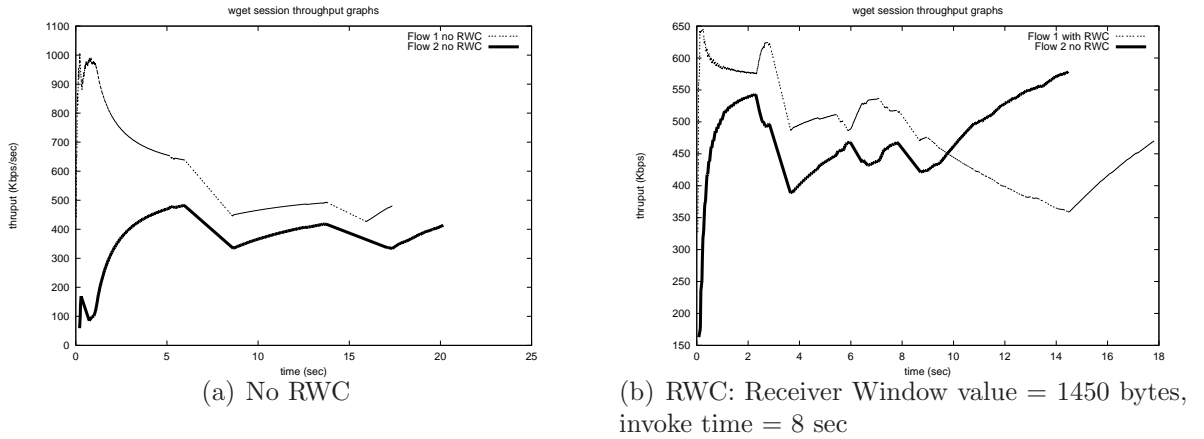 wget session throughput graphs
1100
1000
900
800
700
600
500
400
300
200
100
0
thruput (Kbps/sec)
Flow 1 no RWC
Flow 2 no RWC
0 5 10 15 20 25
time (sec)
(a) No RWC
wget session throughput graphs
650
600
550
500
450
400
350
300
250
200
150
thruput (Kbps)
Flow 1 with RWC
Flow 2 no RWC
0 2 4 6 8 10 12 14 16 18
time (sec)
(b) RWC: Receiver Window value = 1450 bytes,
invoke time = 8 sec